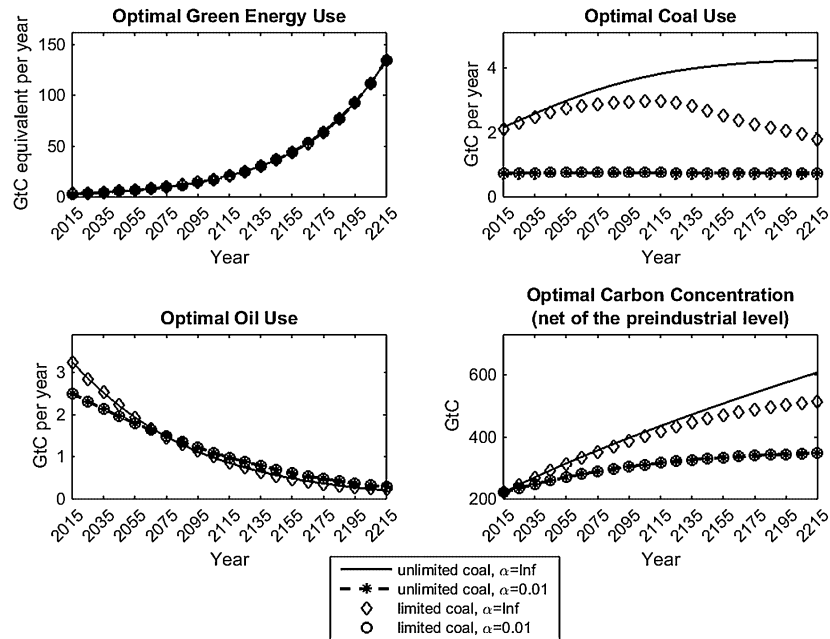 Optimal Green Energy Use
GtC equivalent per year
150
100
50
0
2015 2035 2055 2075 2095 2115 2135 2155 2175 2195 2215
Year
Optimal Coal Use
GtC per year
4
2
0
2015 2035 2055 2075 2095 2115 2135 2155 2175 2195 2215
Year
Optimal Oil Use
GtC per year
3
2
1
0
2015 2035 2055 2075 2095 2115 2135 2155 2175 2195 2215
Year
Optimal Carbon Concentration
(net of the preindustrial level)
GtC
600
400
200
2015 2035 2055 2075 2095 2115 2135 2155 2175 2195 2215
Year
unlimited coal, α=Inf
unlimited coal, α=0.01
limited coal, α=Inf
limited coal, α=0.01